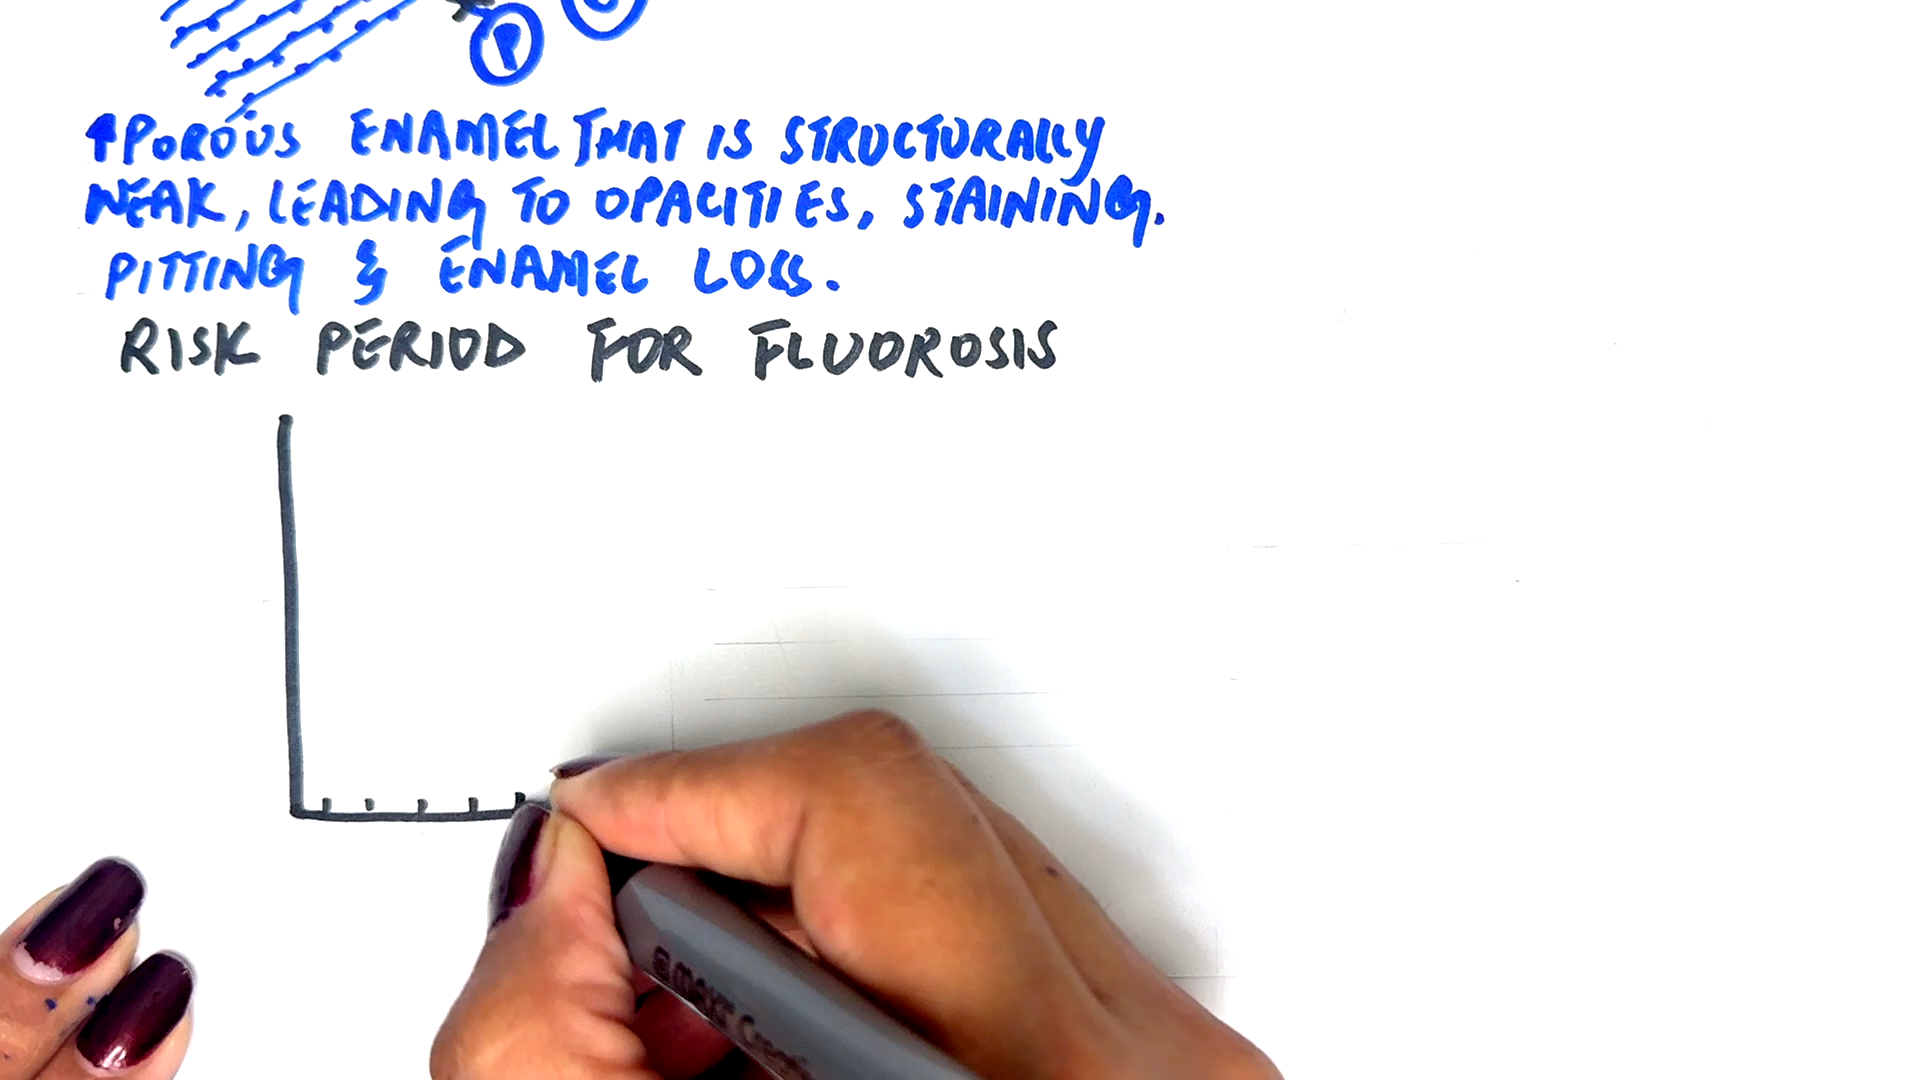 P
↑POROUS ENAMEL THAT IS STRUCTURALLY
WEAK, LEADING TO OPACITIES, STAINING.
PITTING & ENAMEL LOSS.
RISK PERIOD FOR FLUOROSIS